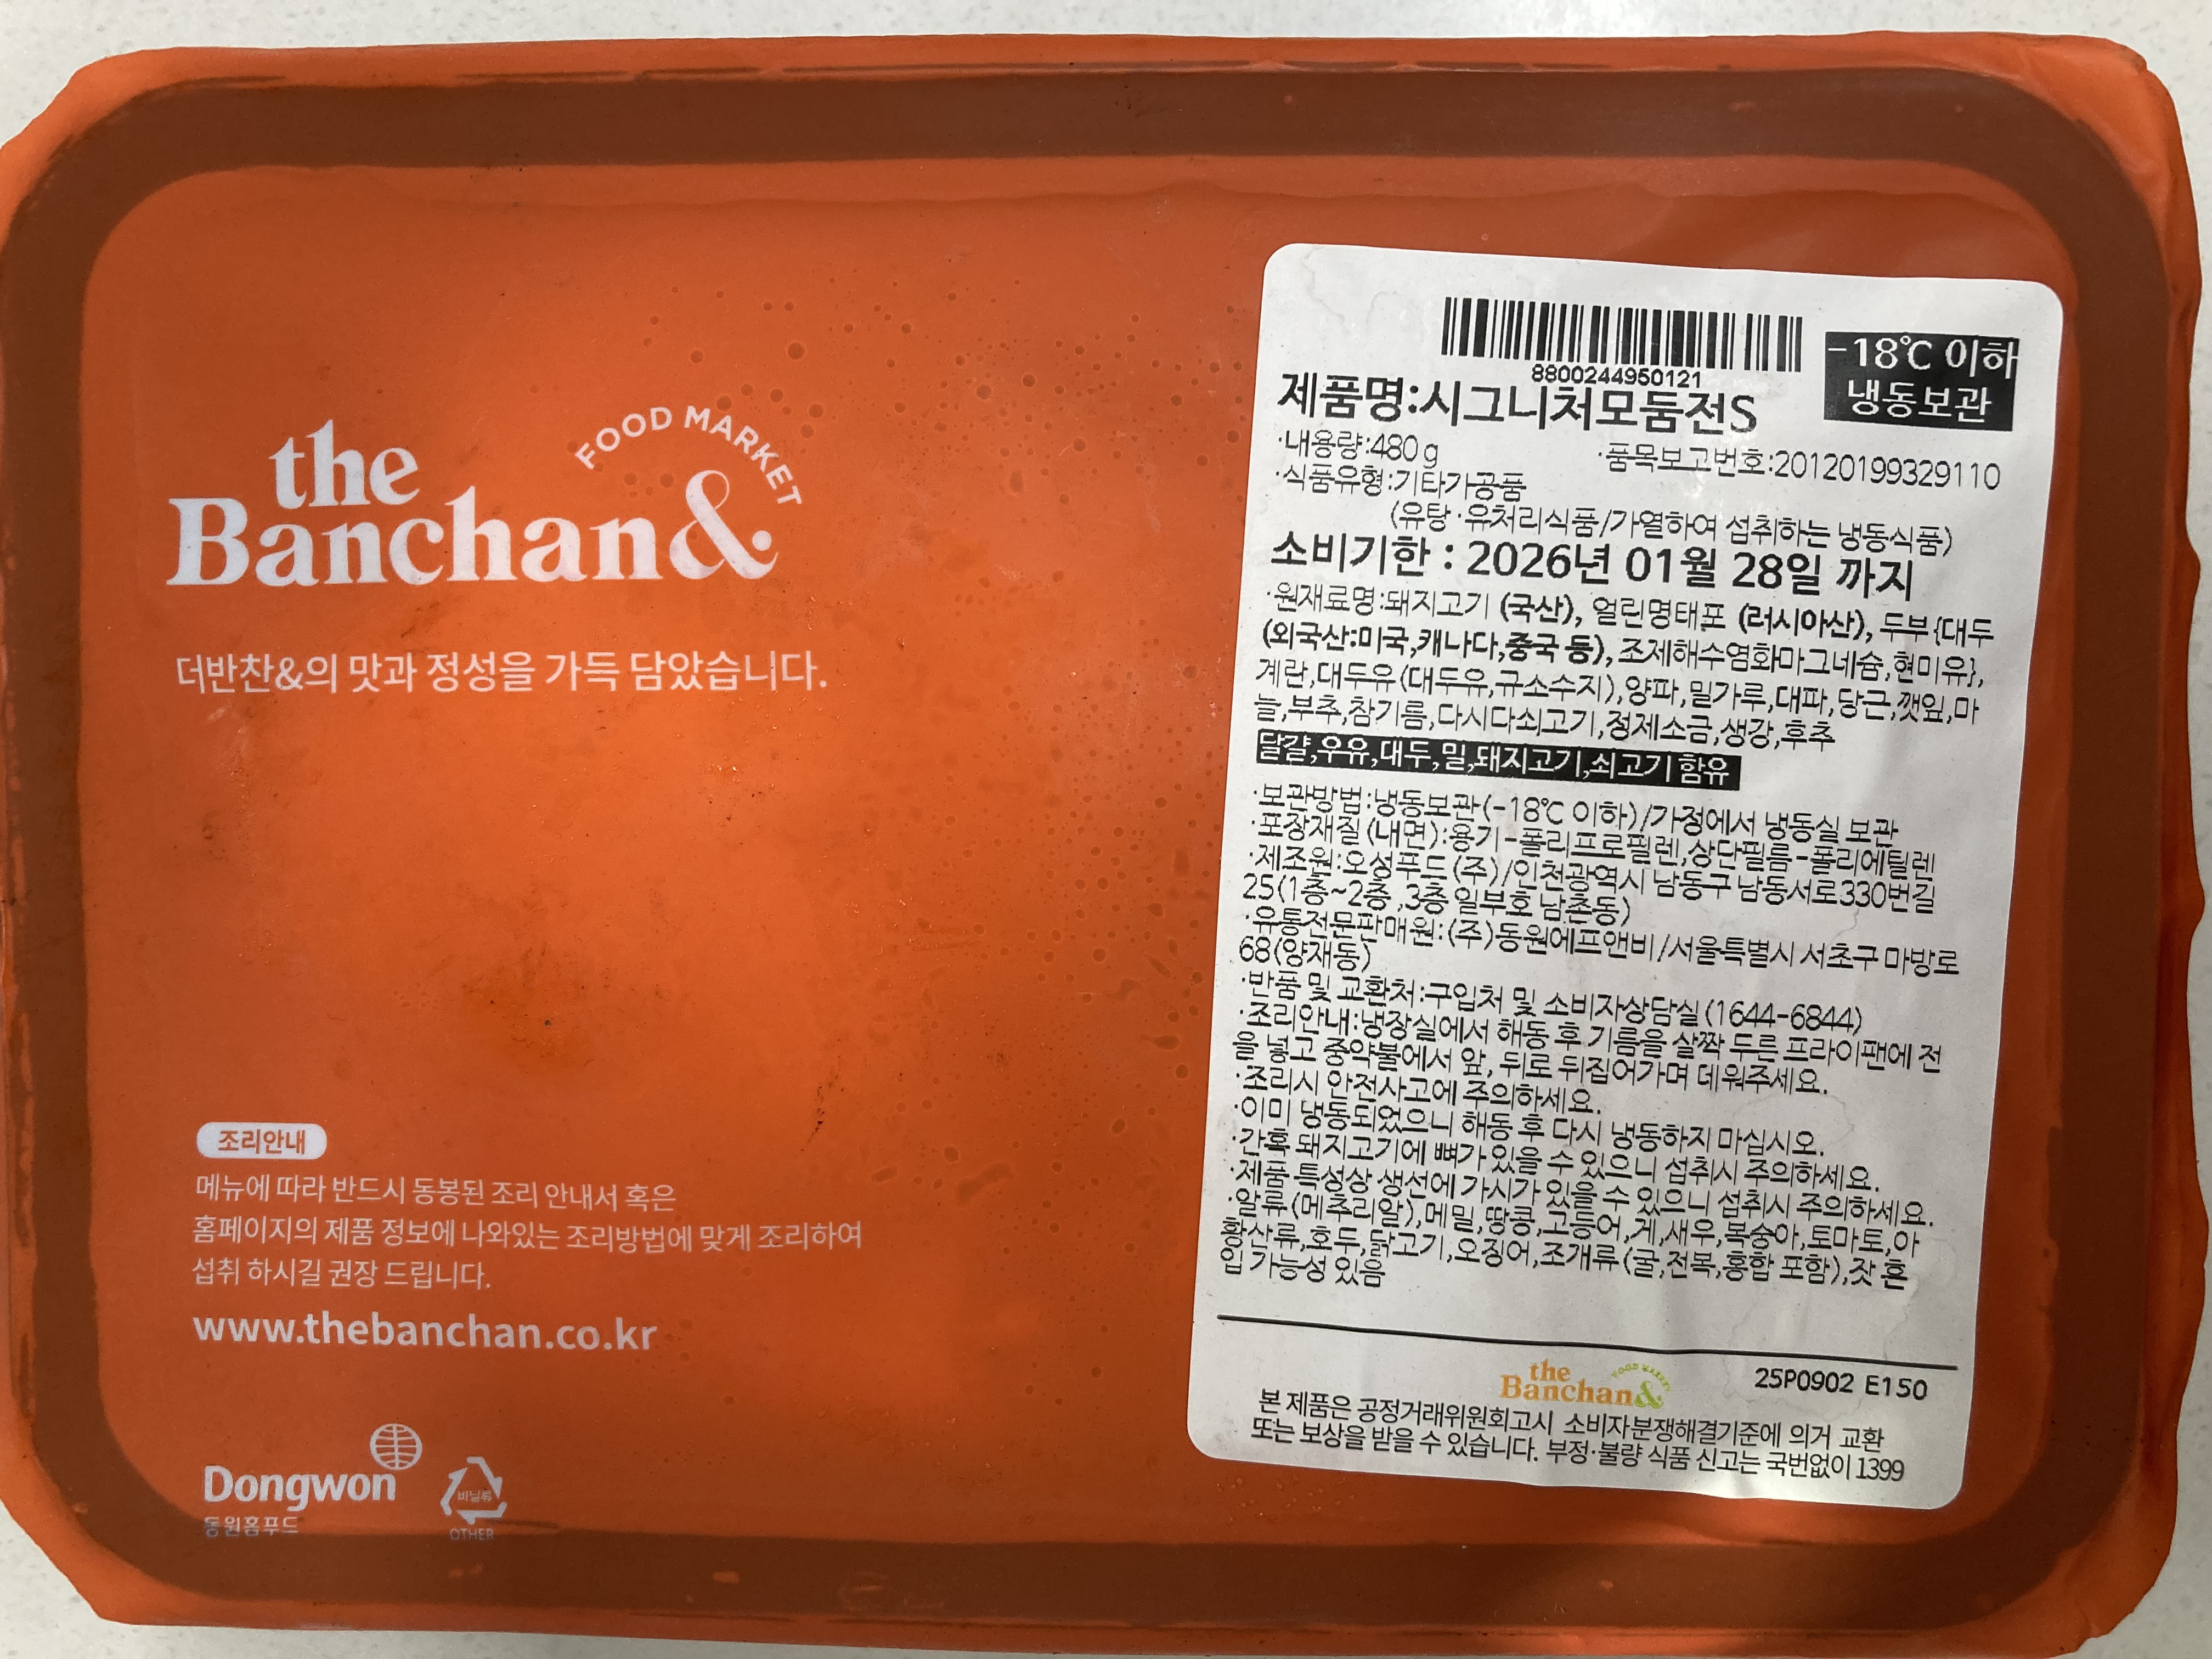 the
Banchan&
FOOD MARKET
더반찬&의 맛과 정성을 가득 담았습니다.
조리안내
메뉴에 따라 반드시 동봉된 조리 안내서 혹은
홈페이지의 제품 정보에 나와있는 조리방법에 맞게 조리하여
섭취 하시길 권장 드립니다.
www.thebanchan.co.kr
Dongwon
동원홈푸드
비닐류
OTHER
8800244950121
-18℃ 이하
냉동보관
제품명:시그니처모둠전S
·내용량:480 g ·품목보고번호:20120199329110
·식품유형:기타가공품
(유탕·유처리식품/가열하여 섭취하는 냉동식품)
소비기한 : 2026년 01월 28일 까지
·원재료명:돼지고기 (국산), 얼린명태포 (러시아산), 두부{대두
(외국산:미국,캐나다,중국 등), 조제해수염화마그네슘,현미유},
계란,대두유(대두유,규소수지),양파,밀가루,대파,당근,깻잎,마
늘,부추,참기름,다시다쇠고기,정제소금,생강,후추
달걀,우유,대두,밀,돼지고기,쇠고기 함유
·보관방법:냉동보관(-18℃ 이하)/가정에서 냉동실 보관
·포장재질(내면):용기-폴리프로필렌,상단필름-폴리에틸렌
·제조원:오성푸드(주)/인천광역시 남동구 남동서로330번길
25(1층~2층 ,3층 일부호 남촌동)
·유통전문판매원:(주)동원에프앤비/서울특별시 서초구 마방로
68(양재동)
·반품 및 교환처:구입처 및 소비자상담실(1644-6844)
·조리안내:냉장실에서 해동 후 기름을 살짝 두른 프라이팬에 전
을 넣고 중약불에서 앞, 뒤로 뒤집어가며 데워주세요.
·조리시 안전사고에 주의하세요.
·이미 냉동되었으니 해동 후 다시 냉동하지 마십시오.
·간혹 돼지고기에 뼈가 있을 수 있으니 섭취시 주의하세요.
·제품 특성상 생선에 가시가 있을 수 있으니 섭취시 주의하세요.
·알류(메추리알),메밀,땅콩,고등어,게,새우,복숭아,토마토,아
황산류,호두,닭고기,오징어,조개류(굴,전복,홍합 포함),잣 혼
입 가능성 있음
the
Banchan&
FOOD MARKET
25P0902 E150
본 제품은 공정거래위원회고시 소비자분쟁해결기준에 의거 교환
또는 보상을 받을 수 있습니다. 부정·불량 식품 신고는 국번없이 1399